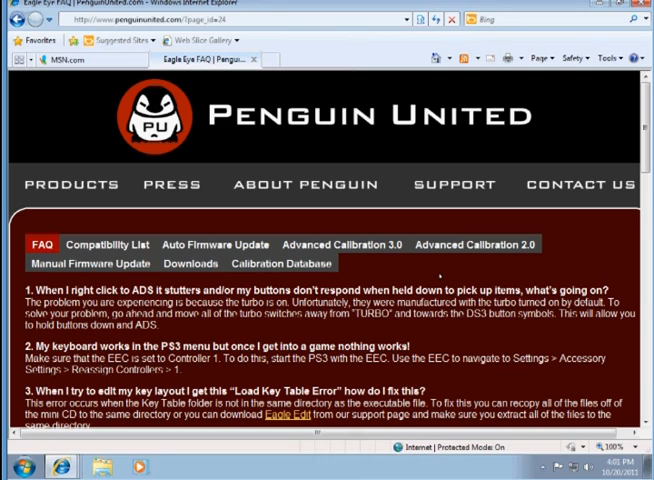 Eagle Eye FAQ | PenguinUnited.com - Windows Internet Explorer
http://www.penguinunited.com/?page_id=24
Bing
Favorites Suggested Sites Web Slice Gallery
MSN.com Eagle Eye FAQ | Pengui... x Page Safety Tools
PU PENGUIN UNITED
PRODUCTS PRESS ABOUT PENGUIN SUPPORT CONTACT US
FAQ Compatibility List Auto Firmware Update Advanced Calibration 3.0 Advanced Calibration 2.0
Manual Firmware Update Downloads Calibration Database
1. When I right click to ADS it stutters and/or my buttons don't respond when held down to pick up items, what's going on?
The problem you are experiencing is because the turbo is on. Unfortunately, they were manufactured with the turbo turned on by default. To
solve your problem, go ahead and move all of the turbo switches away from "TURBO" and towards the DS3 button symbols. This will allow you
to hold buttons down and ADS.
2. My keyboard works in the PS3 menu but once I get into a game nothing works!
Make sure that the EEC is set to Controller 1. To do this, start the PS3 with the EEC. Use the EEC to navigate to Settings > Accessory
Settings > Reassign Controllers > 1.
3. When I try to edit my key layout I get this "Load Key Table Error" how do I fix this?
This error occurs when the Key Table folder is not in the same directory as the executable file. To fix this you can recopy all of the files off of
the mini CD to the same directory or you can download Eagle Edit from our support page and make sure you extract all of the files to the
same directory.
Internet | Protected Mode: On 100%
4:01 PM
10/20/2011